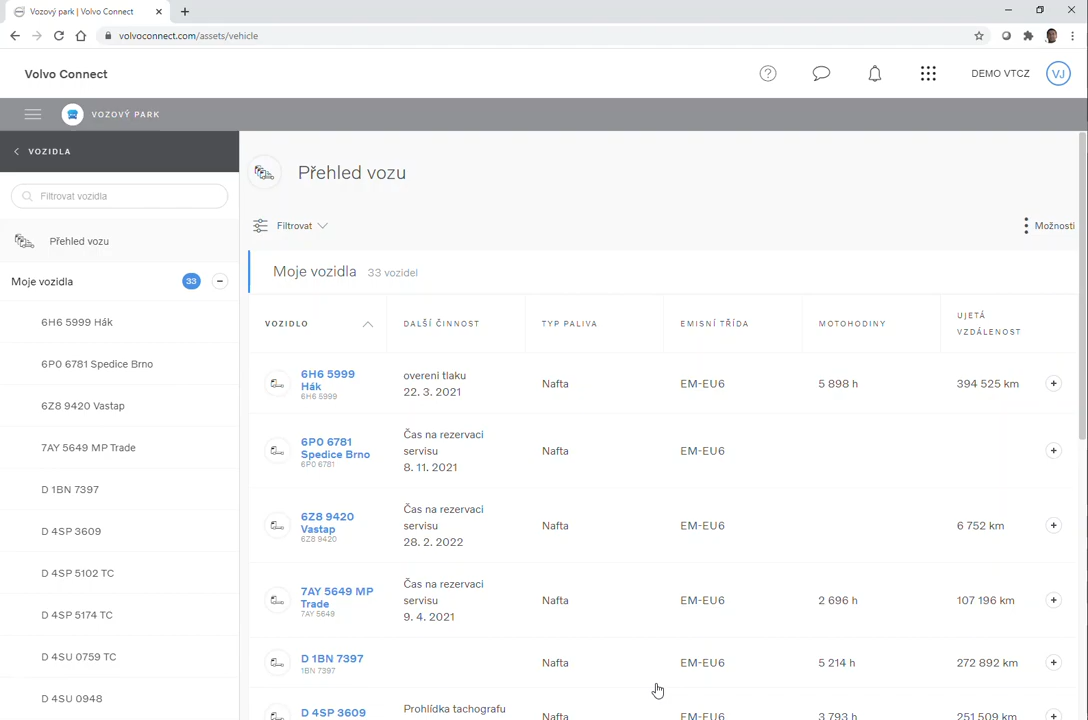 Vozový park | Volvo Connect
volvoconnect.com/assets/vehicle
Volvo Connect
DEMO VTCZ
VJ
VOZOVÝ PARK
VOZIDLA
Filtrovat vozidla
Přehled vozu
Moje vozidla
33
6H6 5999 Hák
6P0 6781 Spedice Brno
6Z8 9420 Vastap
7AY 5649 MP Trade
D 1BN 7397
D 4SP 3609
D 4SP 5102 TC
D 4SP 5174 TC
D 4SU 0759 TC
D 4SU 0948
Přehled vozu
Filtrovat
Možnosti
Moje vozidla 33 vozidel
VOZIDLO
DALŠÍ ČINNOST
TYP PALIVA
EMISNÍ TŘÍDA
MOTOHODINY
UJETÁ
VZDÁLENOST
6H6 5999
Hák
6H6 5999
overeni tlaku
22. 3. 2021
Nafta
EM-EU6
5 898 h
394 525 km
6P0 6781
Spedice Brno
6P0 6781
Čas na rezervaci
servisu
8. 11. 2021
Nafta
EM-EU6
6Z8 9420
Vastap
6Z8 9420
Čas na rezervaci
servisu
28. 2. 2022
Nafta
EM-EU6
6 752 km
7AY 5649 MP
Trade
7AY 5649
Čas na rezervaci
servisu
9. 4. 2021
Nafta
EM-EU6
2 696 h
107 196 km
D 1BN 7397
1BN 7397
Nafta
EM-EU6
5 214 h
272 892 km
D 4SP 3609
Prohlídka tachografu
Nafta
EM-EU6
3 793 h
251 509 km